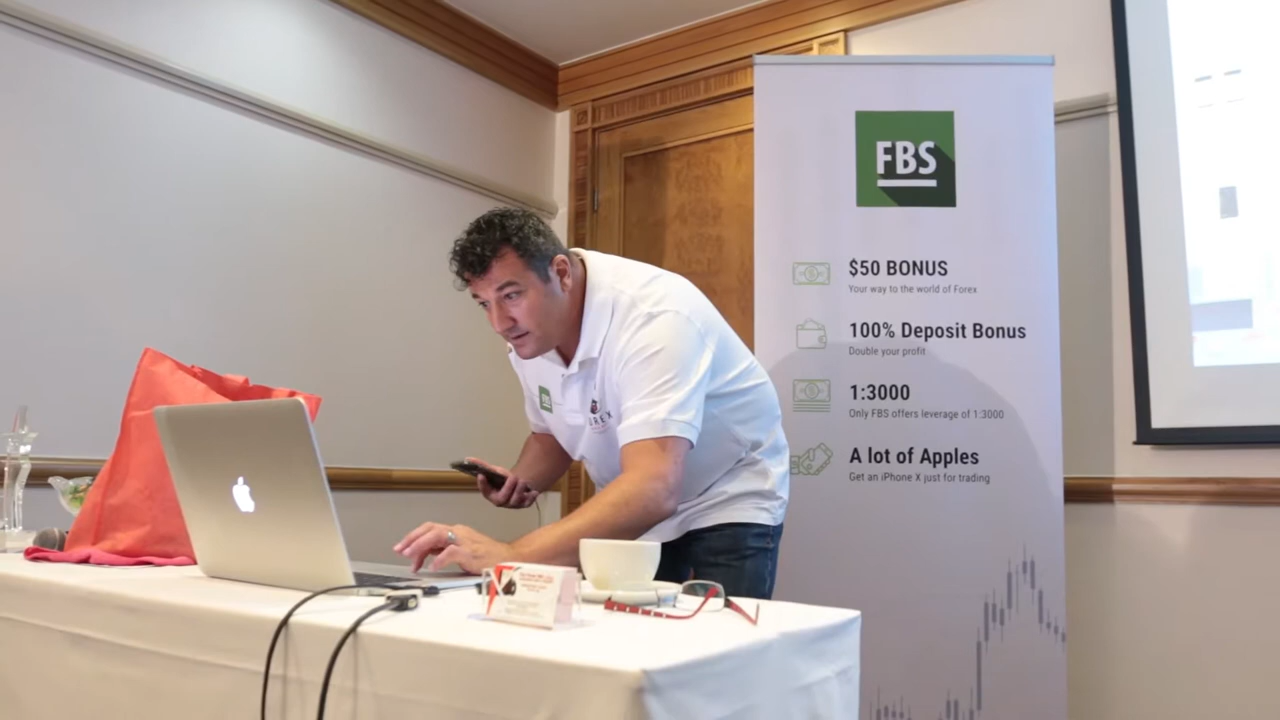 FBS
$50 BONUS
Your way to the world of Forex
100% Deposit Bonus
Double your profit
1:3000
Only FBS offers leverage of 1:3000
A lot of Apples
Get an iPhone X just for trading
FBS